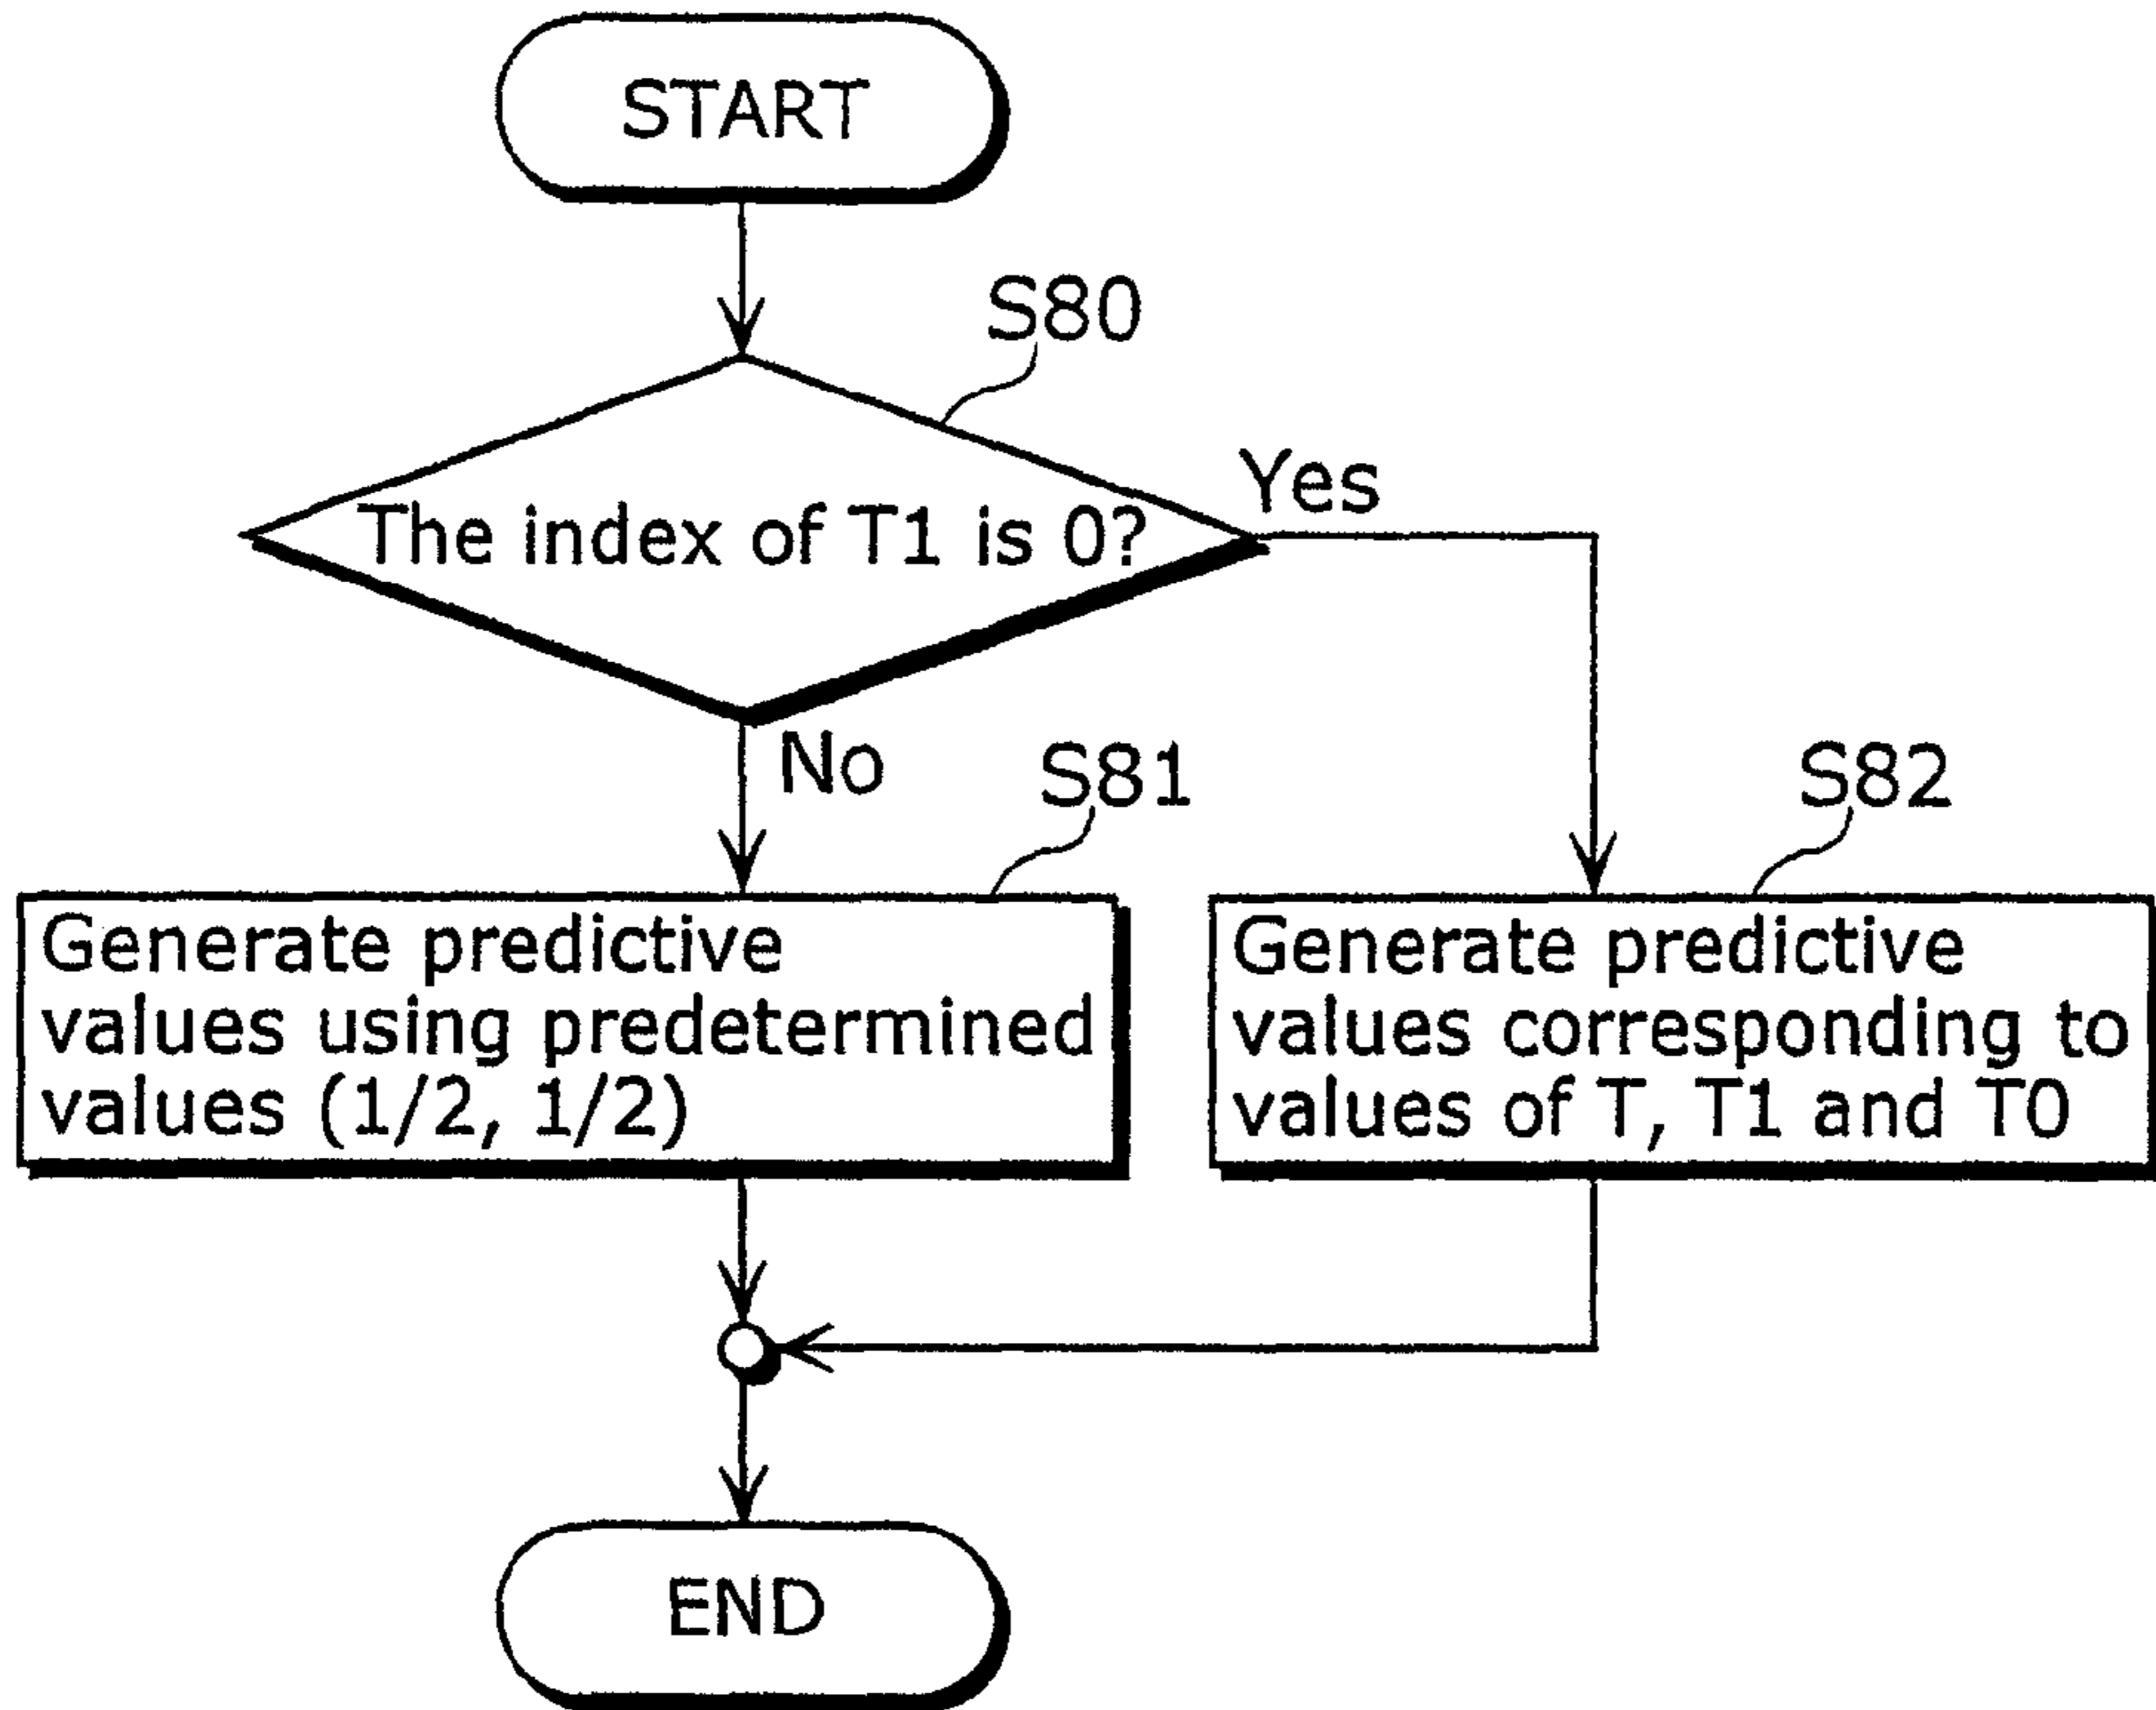 START
S80
The index of T1 is 0?
Yes
No
S81
S82
Generate predictive
values using predetermined
values (1/2, 1/2)
Generate predictive
values corresponding to
values of T, T1 and T0
END